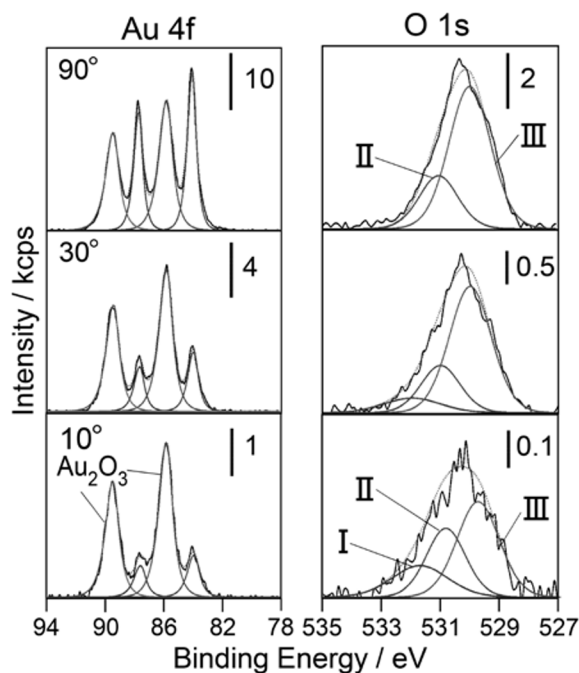 Au 4f
O 1s
90°
10
2
II
III
30°
4
0.5
10°
1
Au2O3
0.1
I
II
III
94 90 86 82 78
535 533 531 529 527
Intensity / kcps
Binding Energy / eV